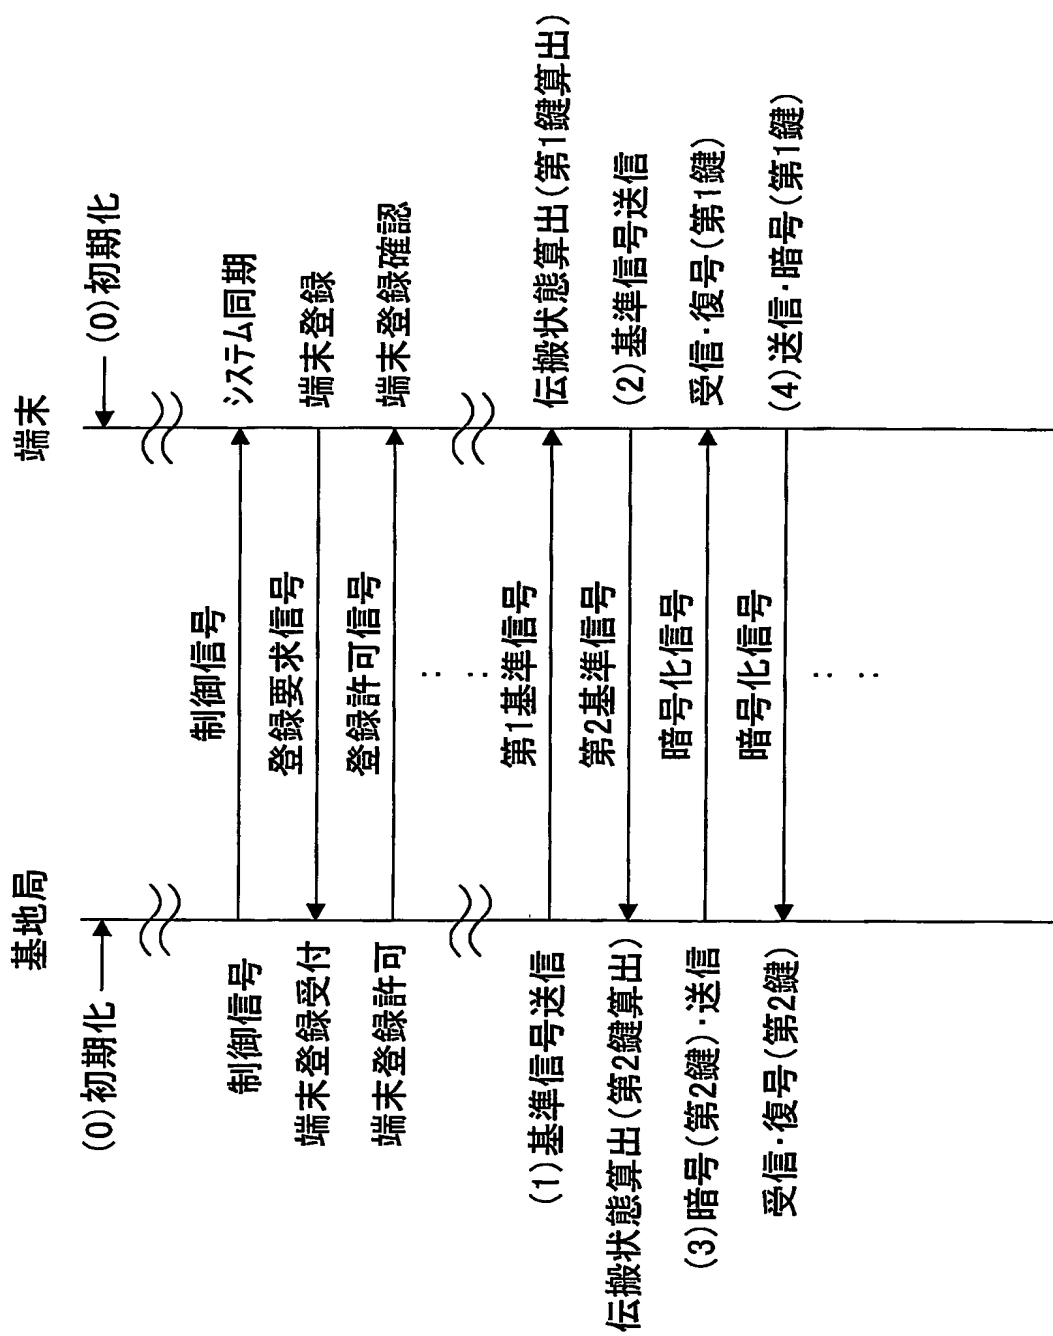 基地局
端末
(0)初期化
(0)初期化
制御信号
制御信号
システム同期
端末登録受付
登録要求信号
端末登録
端末登録許可
登録許可信号
端末登録確認
(1)基準信号送信
第1基準信号
伝搬状態算出(第1鍵算出)
伝搬状態算出(第2鍵算出)
第2基準信号
(2)基準信号送信
(3)暗号(第2鍵)・送信
暗号化信号
受信・復号(第1鍵)
受信・復号(第2鍵)
暗号化信号
(4)送信・暗号(第1鍵)